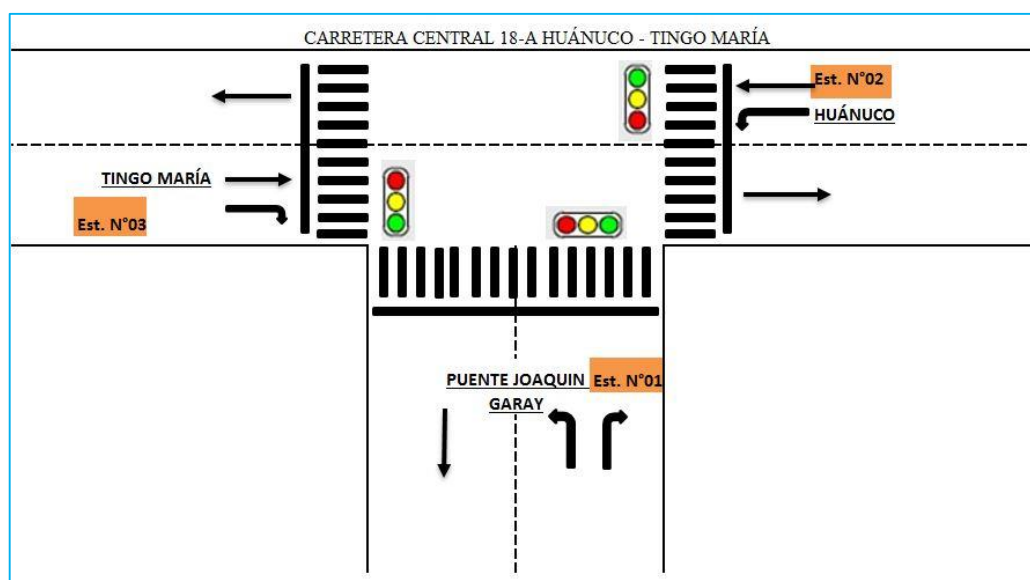 CARRETERA CENTRAL 18-A HUÁNUCO - TINGO MARÍA
Est. N°02
HUÁNUCO
TINGO MARÍA
Est. N°03
PUENTE JOAQUIN GARAY
Est. N°01